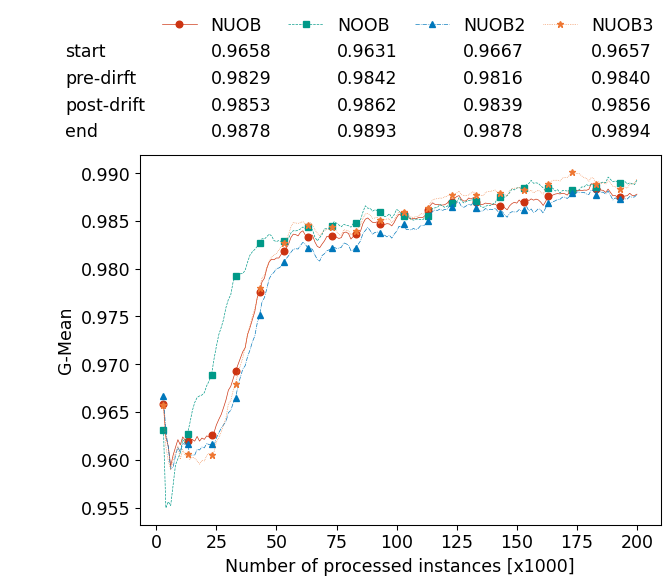 NUOB NOOB NUOB2 NUOB3
start 0.9658 0.9631 0.9667 0.9657
pre-dirft 0.9829 0.9842 0.9816 0.9840
post-drift 0.9853 0.9862 0.9839 0.9856
end 0.9878 0.9893 0.9878 0.9894
0.990
0.985
0.980
0.975
0.970
0.965
0.960
0.955
G-Mean
0 25 50 75 100 125 150 175 200
Number of processed instances [x1000]